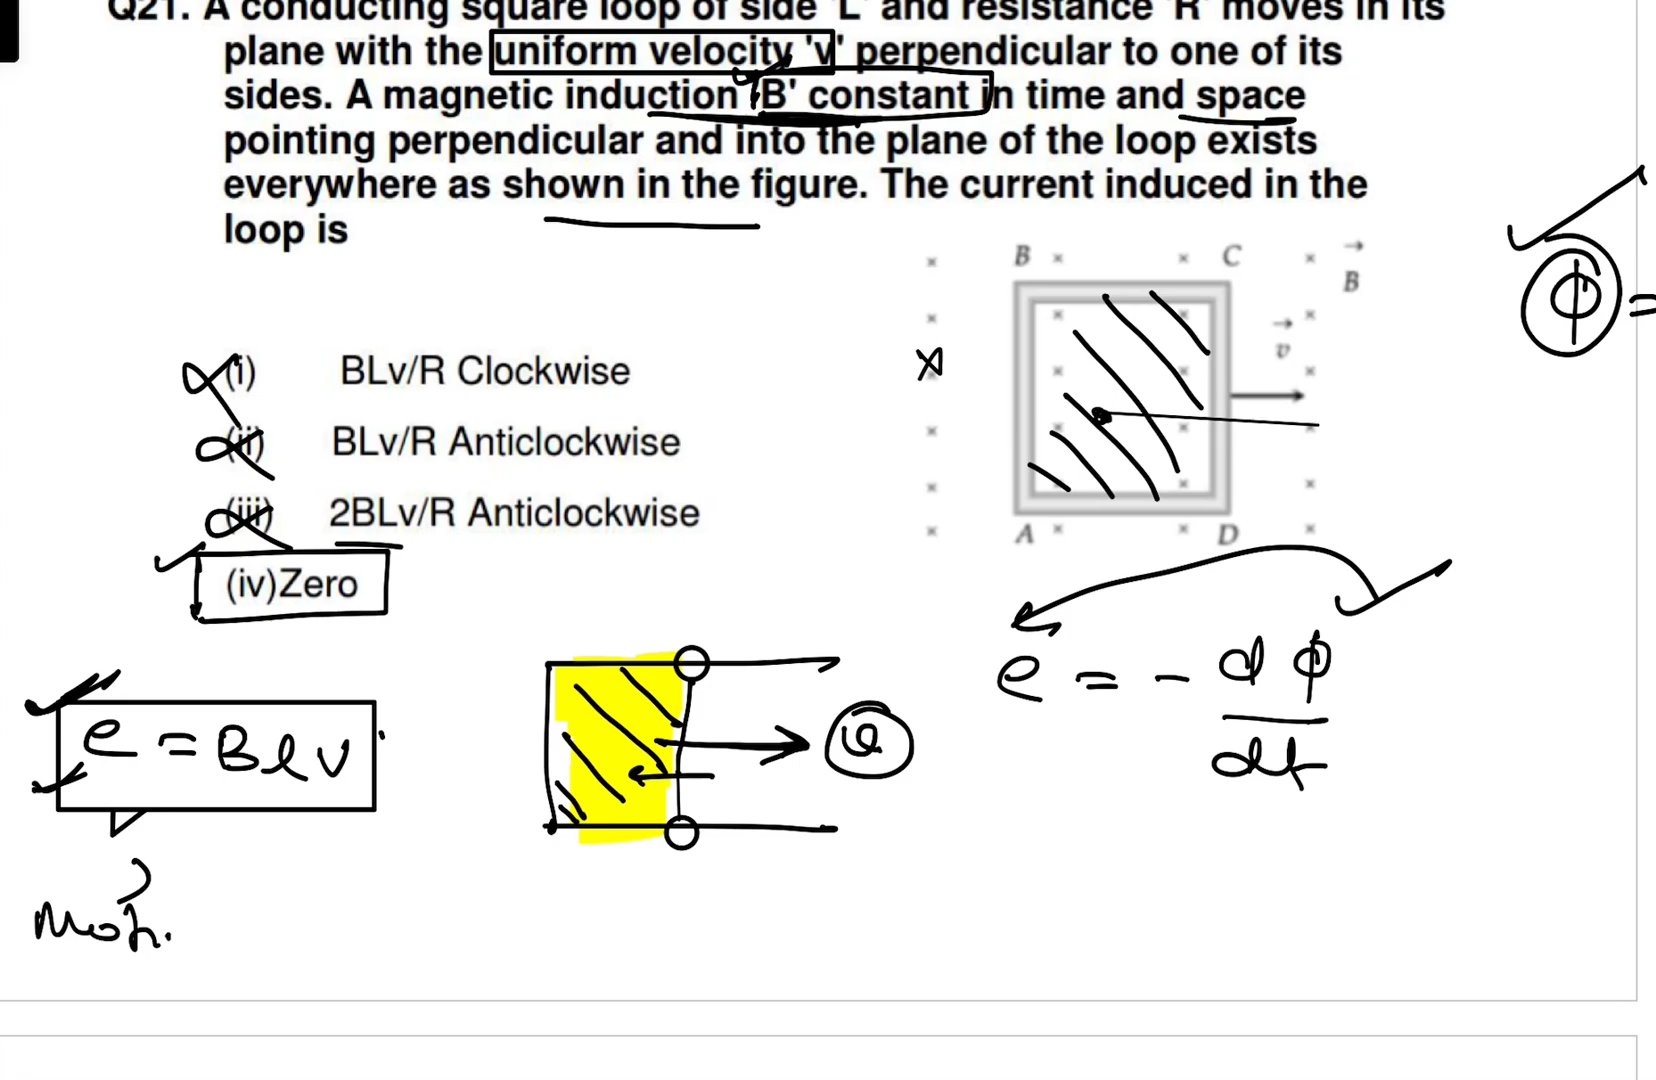 Q21. A conducting square loop of side 'L' and resistance 'R' moves in its
plane with the uniform velocity 'v' perpendicular to one of its
sides. A magnetic induction 'B' constant in time and space
pointing perpendicular and into the plane of the loop exists
everywhere as shown in the figure. The current induced in the
loop is
B C B
v
A D
ϕ =
(i) BLv/R Clockwise
(ii) BLv/R Anticlockwise
(iii) 2BLv/R Anticlockwise
(iv)Zero
e = Blv
e = - dϕ
dt